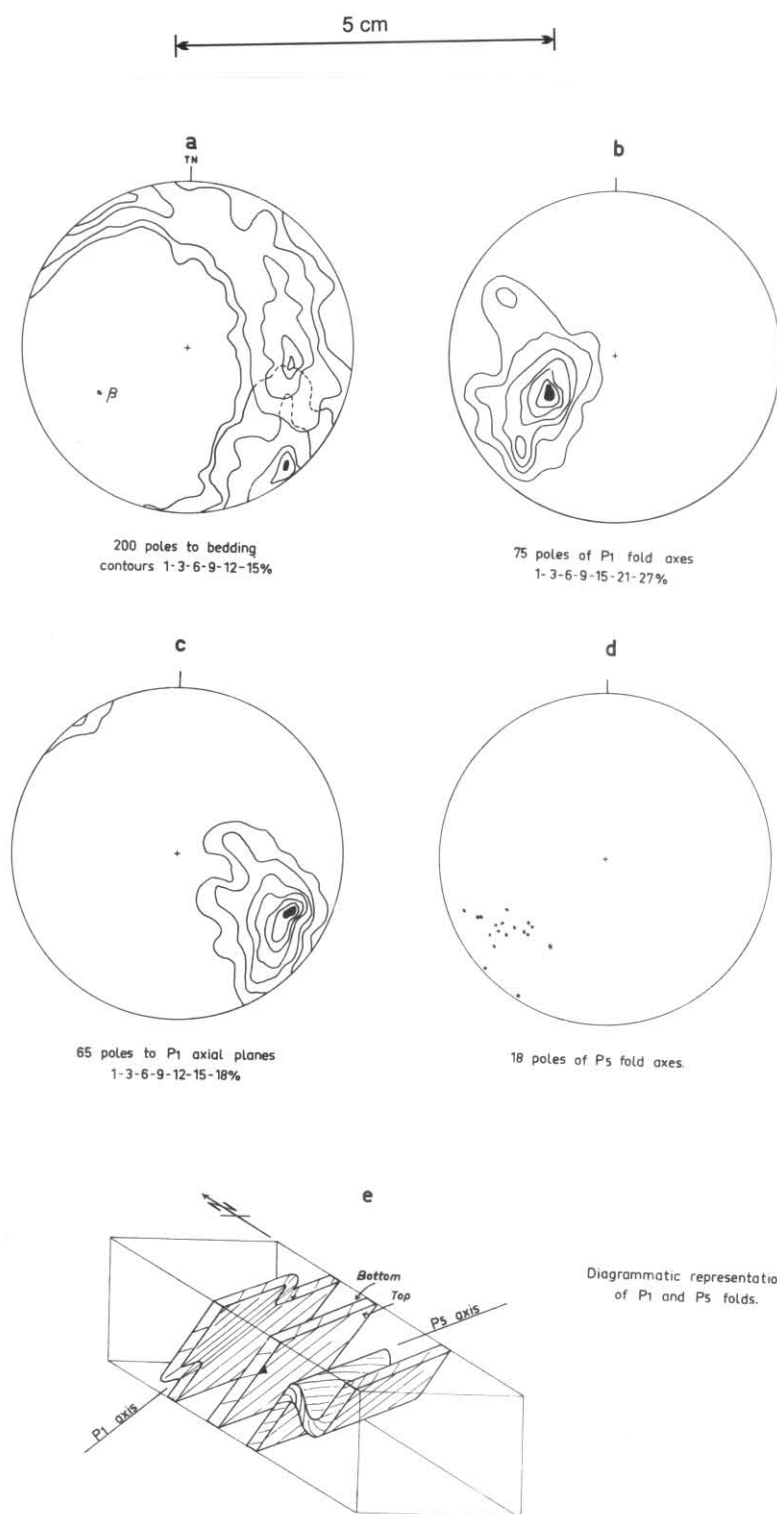 5 cm
a
TN
β
200 poles to bedding
contours 1-3-6-9-12-15%
b
75 poles of P1 fold axes
1-3-6-9-15-21-27%
c
65 poles to P1 axial planes
1-3-6-9-12-15-18%
d
18 poles of P5 fold axes.
e
N
Bottom
Top
P5 axis
P1 axis
Diagrammatic representatio
of P1 and P5 folds.